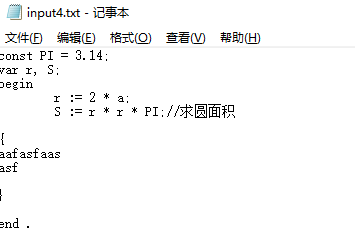 input4.txt - 记事本
文件(F) 编辑(E) 格式(O) 查看(V) 帮助(H)
const PI = 3.14;
var r, S;
begin
r := 2 * a;
S := r * r * PI;//求圆面积
{
aafasfaas
asf
}
end .